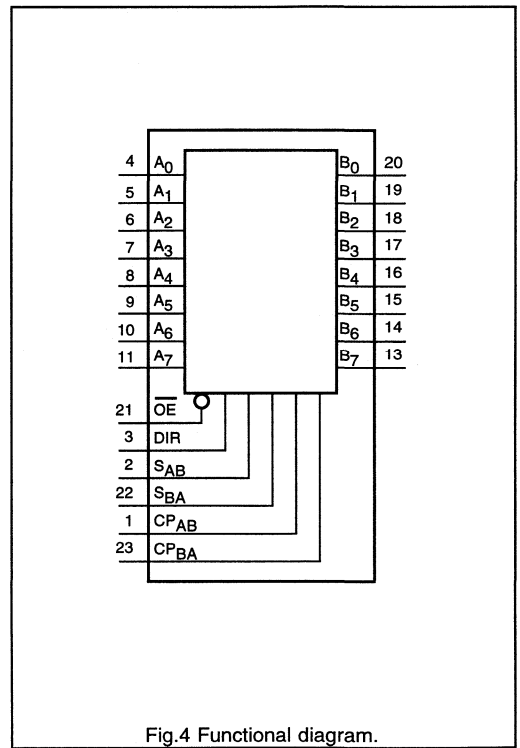 4 A0 B0 20
5 A1 B1 19
6 A2 B2 18
7 A3 B3 17
8 A4 B4 16
9 A5 B5 15
10 A6 B6 14
11 A7 B7 13
21 OE
3 DIR
2 SAB
22 SBA
1 CPAB
23 CPBA
Fig.4 Functional diagram.